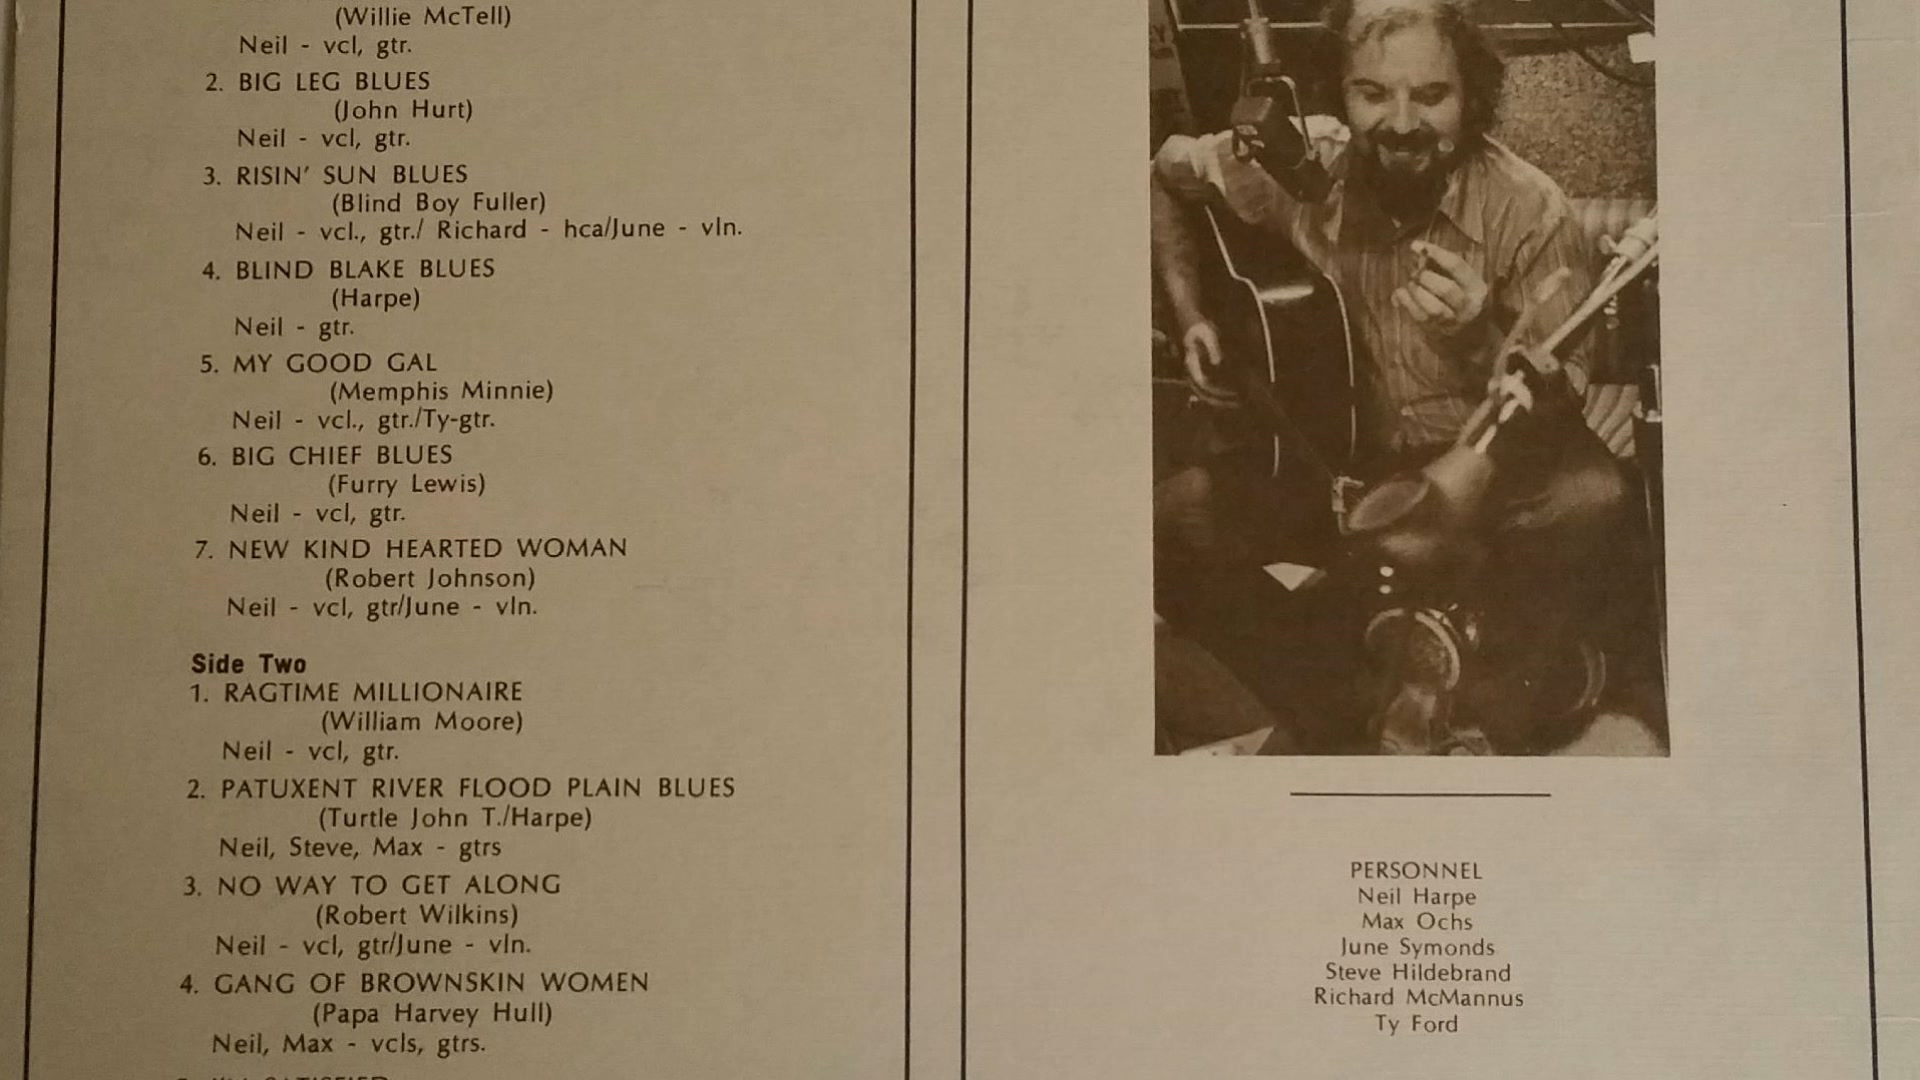 (Willie McTell)
Neil - vcl, gtr.
2. BIG LEG BLUES
(John Hurt)
Neil - vcl, gtr.
3. RISIN' SUN BLUES
(Blind Boy Fuller)
Neil - vcl., gtr./ Richard - hca/June - vln.
4. BLIND BLAKE BLUES
(Harpe)
Neil - gtr.
5. MY GOOD GAL
(Memphis Minnie)
Neil - vcl., gtr./Ty-gtr.
6. BIG CHIEF BLUES
(Furry Lewis)
Neil - vcl, gtr.
7. NEW KIND HEARTED WOMAN
(Robert Johnson)
Neil - vcl, gtr/June - vln.
Side Two
1. RAGTIME MILLIONAIRE
(William Moore)
Neil - vcl, gtr.
2. PATUXENT RIVER FLOOD PLAIN BLUES
(Turtle John T./Harpe)
Neil, Steve, Max - gtrs
3. NO WAY TO GET ALONG
(Robert Wilkins)
Neil - vcl, gtr/June - vln.
4. GANG OF BROWNSKIN WOMEN
(Papa Harvey Hull)
Neil, Max - vcls, gtrs.
PERSONNEL
Neil Harpe
Max Ochs
June Symonds
Steve Hildebrand
Richard McMannus
Ty Ford